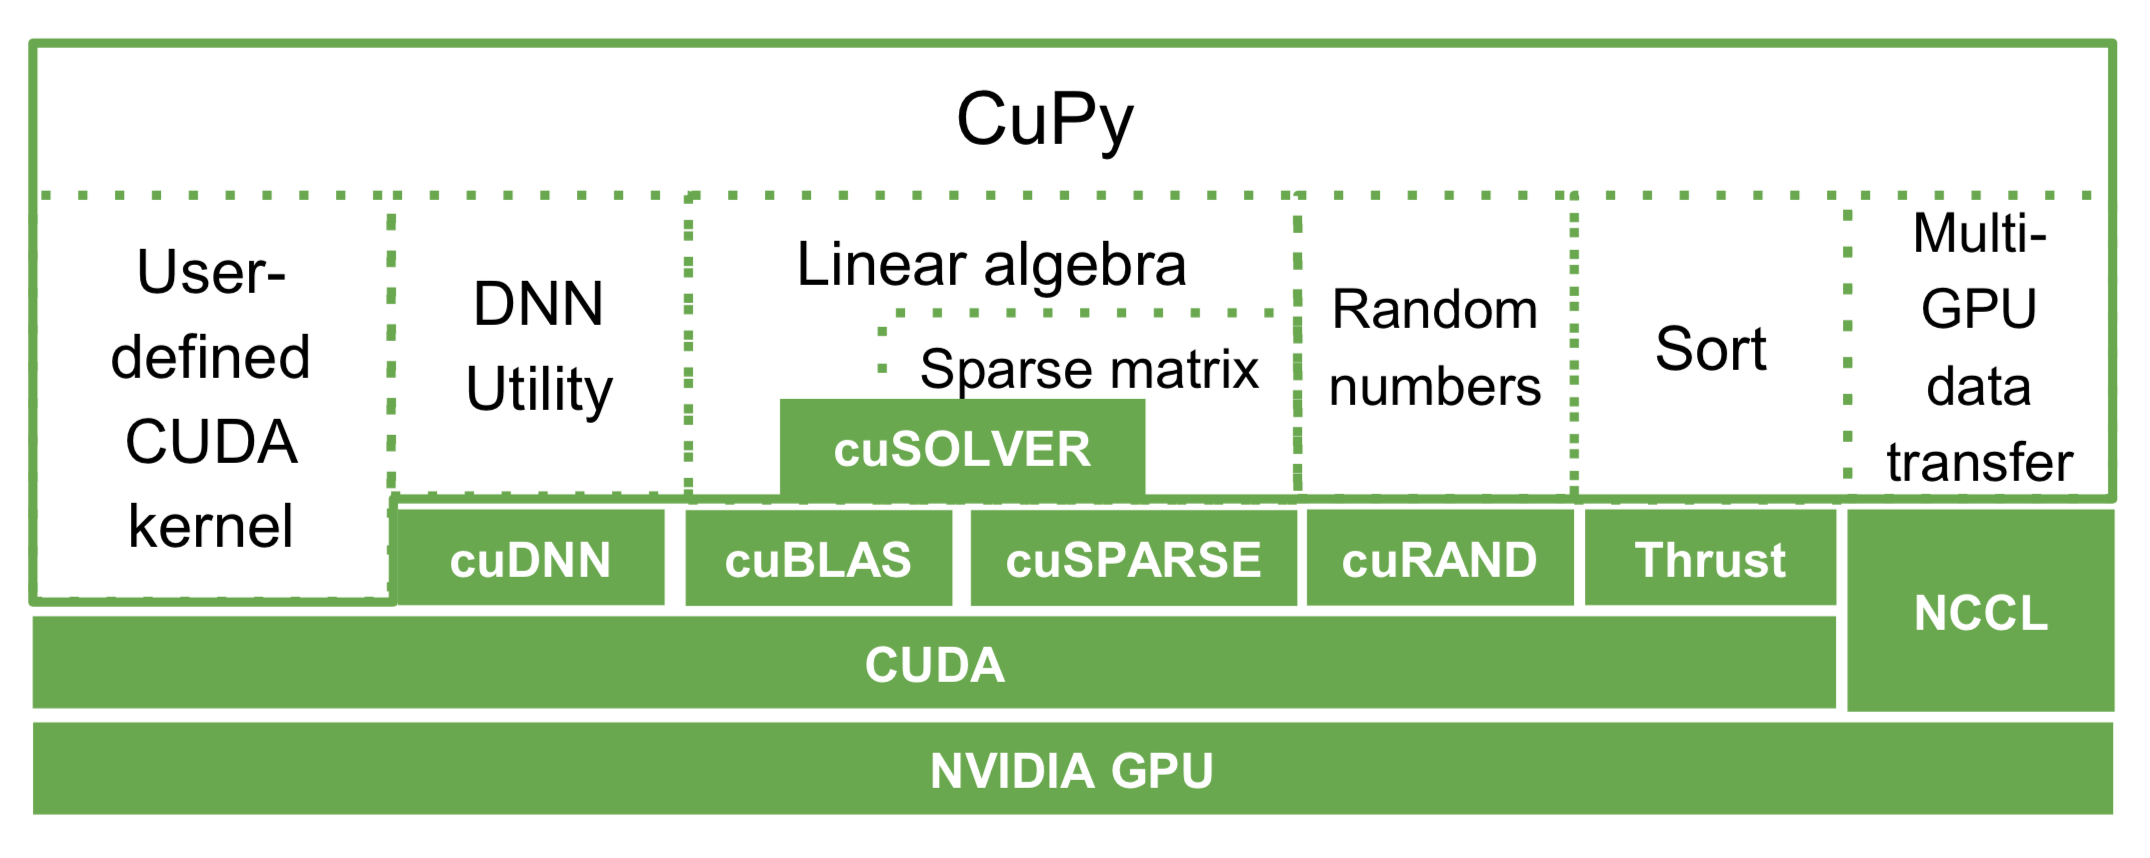 CuPy
User-
defined
CUDA
kernel
DNN
Utility
Linear algebra
Sparse matrix
cuSOLVER
Random
numbers
Sort
Multi-
GPU
data
transfer
cuDNN
cuBLAS
cuSPARSE
cuRAND
Thrust
NCCL
CUDA
NVIDIA GPU